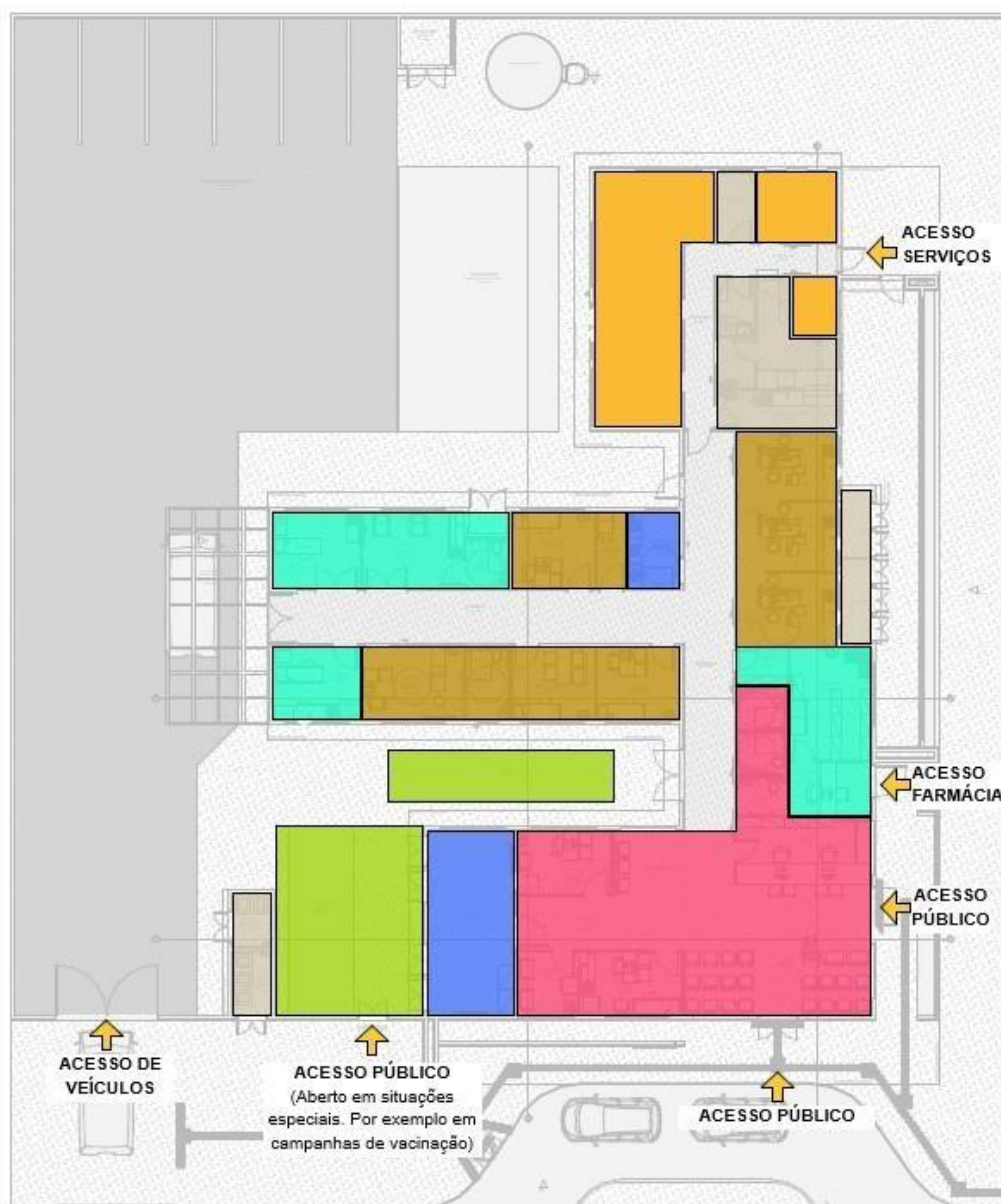 ACESSO
SERVIÇOS
ACESSO
FARMÁCIA
ACESSO
PÚBLICO
ACESSO DE
VEÍCULOS
ACESSO PÚBLICO
(Aberto em situações
especiais. Por exemplo em
campanhas de vacinação)
ACESSO PÚBLICO